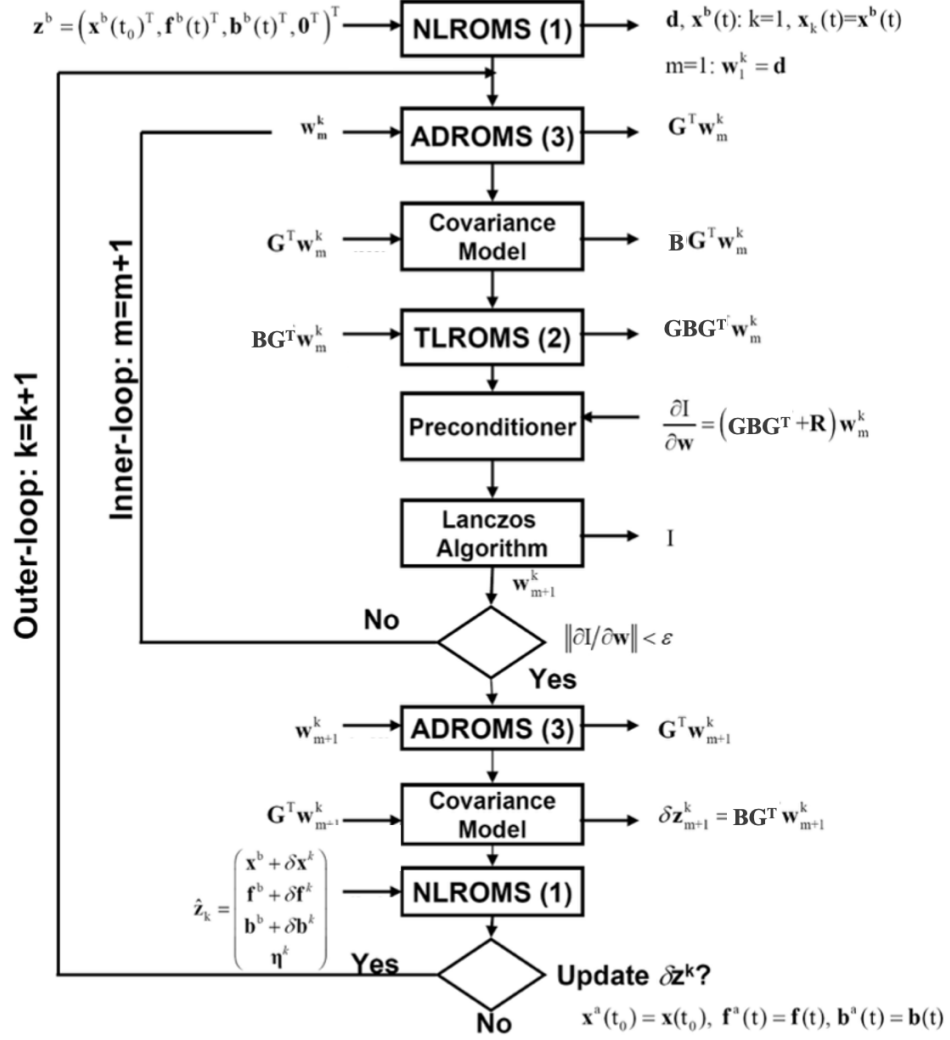 z^b = (x^b(t_0)^T, f^b(t)^T, b^b(t)^T, 0^T)^T
NLROMS (1)
d, x^b(t): k=1, x_k(t)=x^b(t)
m=1: w_1^k = d
w_m^k
ADROMS (3)
G^T w_m^k
G^T w_m^k
Covariance
Model
B G^T w_m^k
BG^T w_m^k
TLROMS (2)
GBG^T w_m^k
Preconditioner
∂I/∂w = (GBG^T +R) w_m^k
Lanczos
Algorithm
I
w_{m+1}^k
No
‖∂I/∂w‖ < ε
Yes
Inner-loop: m=m+1
Outer-loop: k=k+1
w_{m+1}^k
ADROMS (3)
G^T w_{m+1}^k
G^T w_{m+1}^k
Covariance
Model
δz_{m+1}^k = BG^T w_{m+1}^k
ẑ_k = (x^b + δx^k
f^b + δf^k
b^b + δb^k
η^k)
NLROMS (1)
Yes
Update δz^k?
No
x^a(t_0) = x(t_0), f^a(t) = f(t), b^a(t) = b(t)